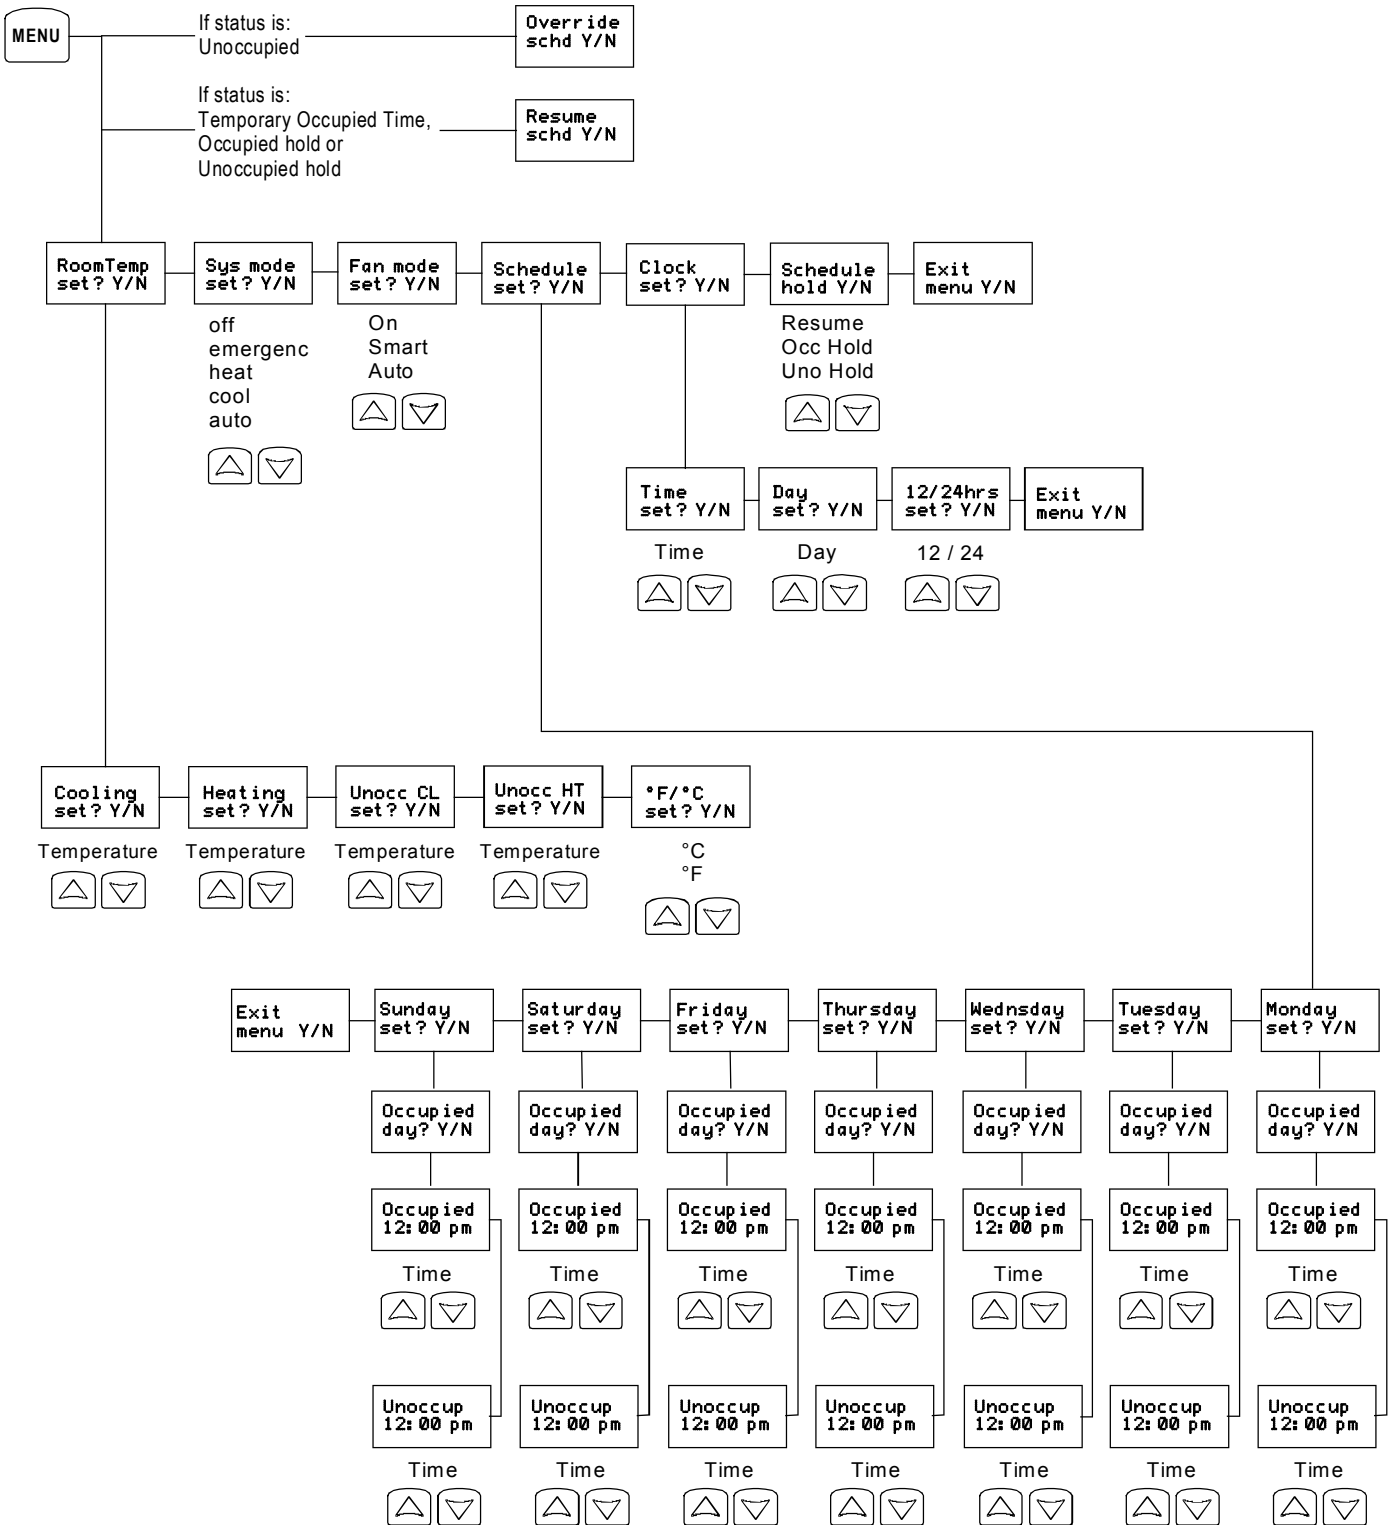 MENU
If status is:
Unoccupied
Override
schd Y/N
If status is:
Temporary Occupied Time,
Occupied hold or
Unoccupied hold
Resume
schd Y/N
RoomTemp
set? Y/N
Sys mode
set? Y/N
Fan mode
set? Y/N
Schedule
set? Y/N
Clock
set? Y/N
Schedule
hold Y/N
Exit
menu Y/N
off
emergenc
heat
cool
auto
On
Smart
Auto
Resume
Occ Hold
Uno Hold
Time
set? Y/N
Day
set? Y/N
12/24hrs
set? Y/N
Exit
menu Y/N
Time
Day
12 / 24
Cooling
set? Y/N
Heating
set? Y/N
Unocc CL
set? Y/N
Unocc HT
set? Y/N
°F/°C
set? Y/N
Temperature
Temperature
Temperature
Temperature
°C
°F
Exit
menu Y/N
Sunday
set? Y/N
Saturday
set? Y/N
Friday
set? Y/N
Thursday
set? Y/N
Wednsday
set? Y/N
Tuesday
set? Y/N
Monday
set? Y/N
Occupied
day? Y/N
Occupied
day? Y/N
Occupied
day? Y/N
Occupied
day? Y/N
Occupied
day? Y/N
Occupied
day? Y/N
Occupied
day? Y/N
Occupied
12:00 pm
Occupied
12:00 pm
Occupied
12:00 pm
Occupied
12:00 pm
Occupied
12:00 pm
Occupied
12:00 pm
Occupied
12:00 pm
Time
Time
Time
Time
Time
Time
Time
Unoccup
12:00 pm
Unoccup
12:00 pm
Unoccup
12:00 pm
Unoccup
12:00 pm
Unoccup
12:00 pm
Unoccup
12:00 pm
Unoccup
12:00 pm
Time
Time
Time
Time
Time
Time
Time